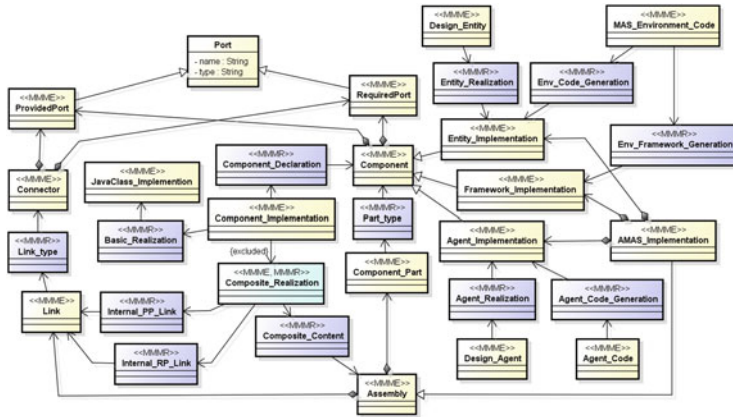 <<MMME>>
Design_Entity
<<MMME>>
MAS_Environment_Code
Port
- name : String
- type : String
<<MMMR>>
Entity_Realization
<<MMMR>>
Env_Code_Generation
<<MMME>>
ProvidedPort
<<MMME>>
RequiredPort
<<MMME>>
Entity_Implementation
<<MMMR>>
Env_Framework_Generation
<<MMMR>>
Component_Declaration
<<MMME>>
Component
<<MMME>>
Connector
<<MMME>>
JavaClass_Implemention
<<MMME>>
Framework_Implementation
<<MMME>>
Component_Implementation
<<MMMR>>
Part_type
<<MMMR>>
Link_type
<<MMMR>>
Basic_Realization
<<MMME>>
Agent_Implementation
<<MMME>>
AMAS_Implementation
{excluded}
<<MMME, MMMR>>
Composite_Realization
<<MMME>>
Component_Part
<<MMME>>
Link
<<MMMR>>
Internal_PP_Link
<<MMMR>>
Agent_Realization
<<MMMR>>
Agent_Code_Generation
<<MMMR>>
Composite_Content
<<MMMR>>
Internal_RP_Link
<<MMME>>
Design_Agent
<<MMME>>
Agent_Code
<<MMME>>
Assembly